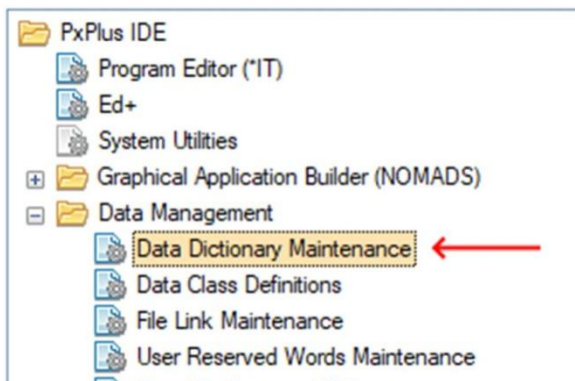 PxPlus IDE
Program Editor (*IT)
Ed+
System Utilities
Graphical Application Builder (NOMADS)
Data Management
Data Dictionary Maintenance
Data Class Definitions
File Link Maintenance
User Reserved Words Maintenance